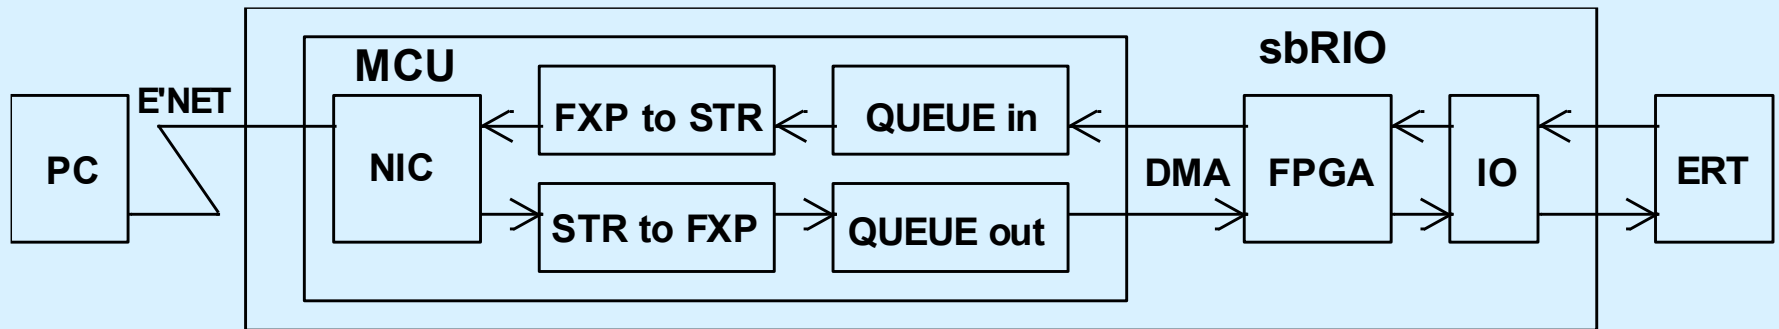 sbRIO
MCU
E'NET
FXP to STR
QUEUE in
PC
NIC
DMA
FPGA
IO
ERT
STR to FXP
QUEUE out